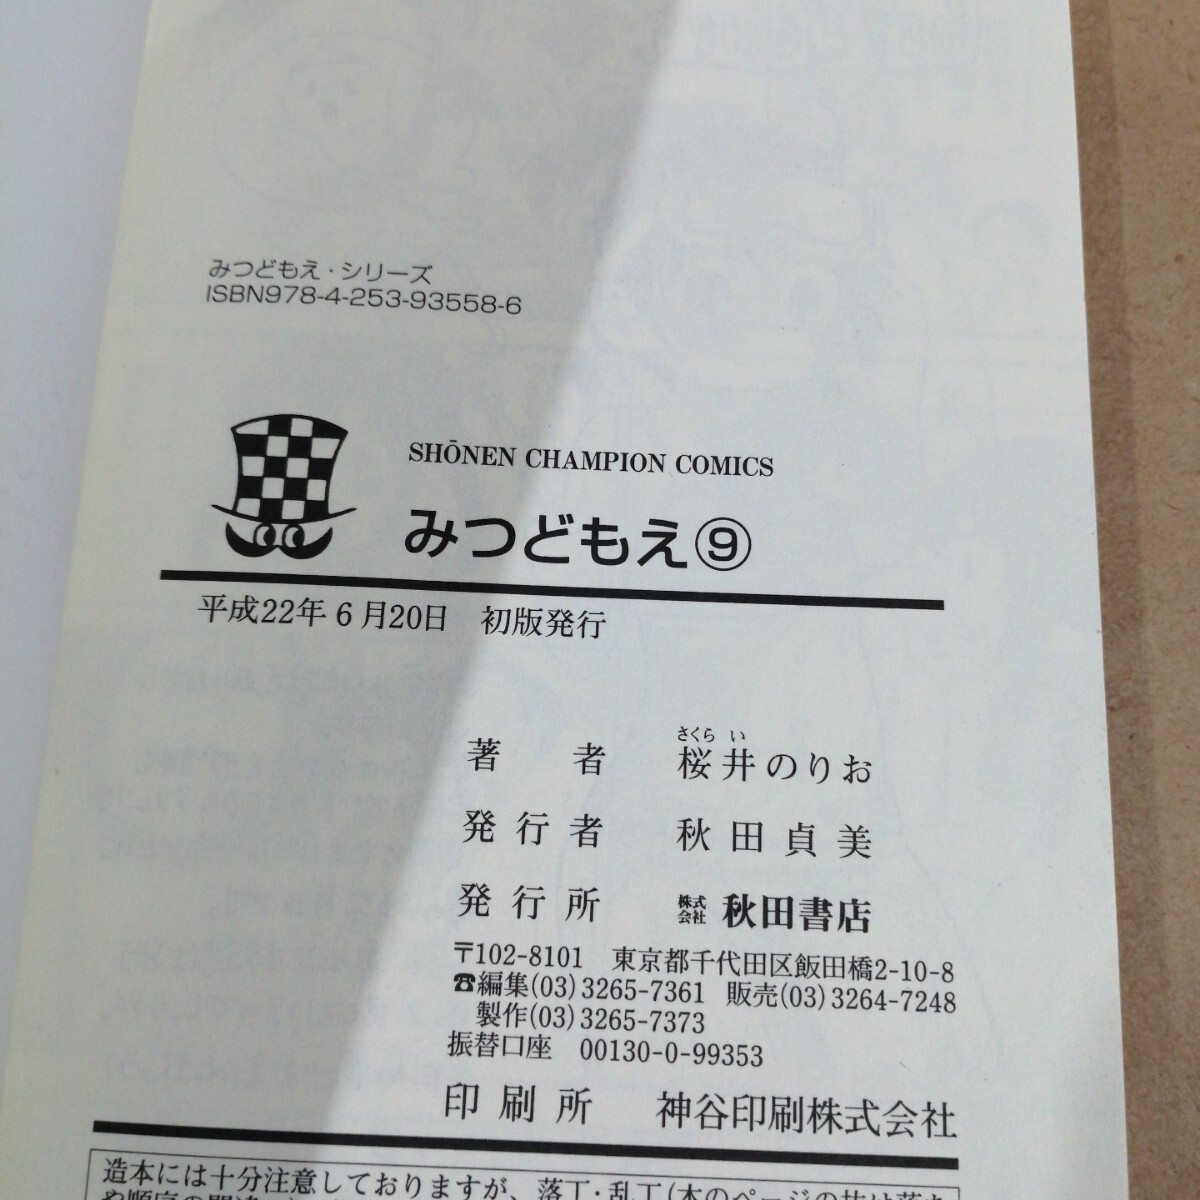 みつどもえ・シリーズ
ISBN978-4-253-93558-6
SHŌNEN CHAMPION COMICS
みつどもえ⑨
平成22年6月20日 初版発行
著者 桜井のりお
さくらい
発行者 秋田貞美
発行所 株式会社 秋田書店
〒102-8101 東京都千代田区飯田橋2-10-8
☎編集(03)3265-7361 販売(03)3264-7248
製作(03)3265-7373
振替口座 00130-0-99353
印刷所 神谷印刷株式会社
造本には十分注意しておりますが、落丁・乱丁(本のページの抜け落ち